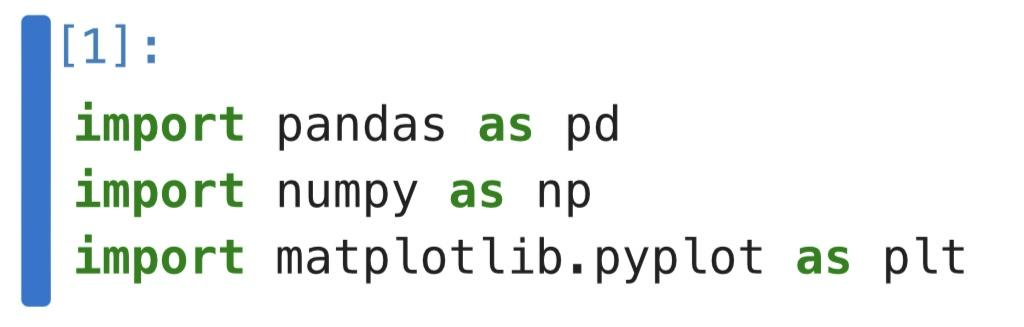 [1]:
import pandas as pd
import numpy as np
import matplotlib.pyplot as plt